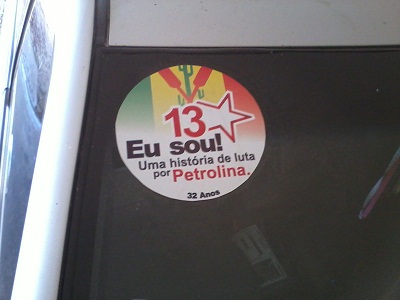 13
Eu sou!
Uma história de luta
por Petrolina.
32 Anos